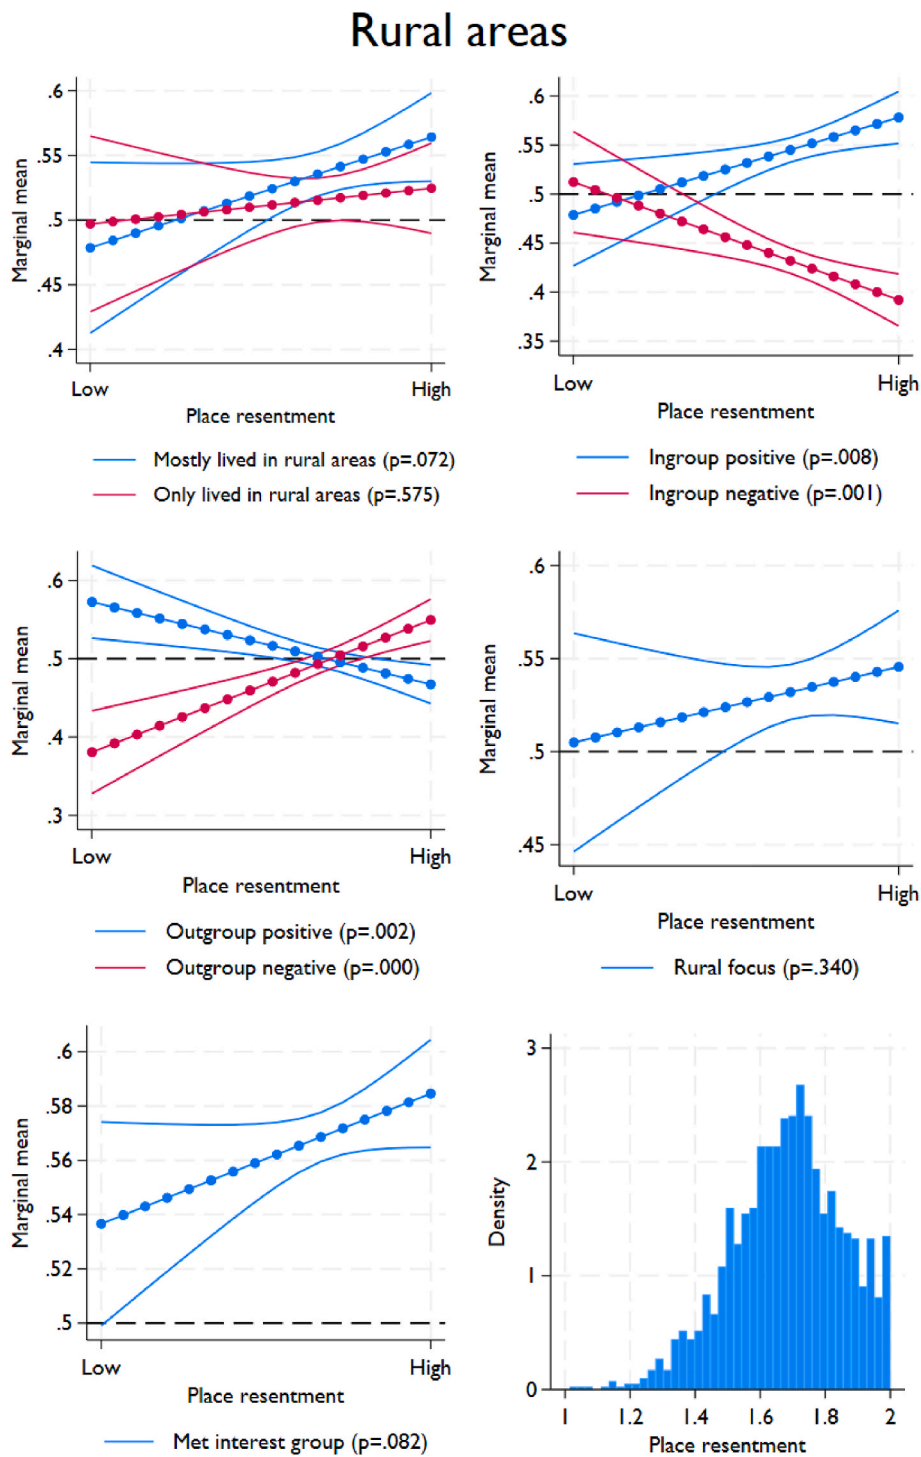 Rural areas
Marginal mean
.6
.55
.5
.45
.4
Low
High
Place resentment
Mostly lived in rural areas (p=.072)
Only lived in rural areas (p=.575)
Marginal mean
.6
.55
.5
.45
.4
.35
Low
High
Place resentment
Ingroup positive (p=.008)
Ingroup negative (p=.001)
Marginal mean
.6
.5
.4
.3
Low
High
Place resentment
Outgroup positive (p=.002)
Outgroup negative (p=.000)
Marginal mean
.6
.55
.5
.45
Low
High
Place resentment
Rural focus (p=.340)
Marginal mean
.6
.58
.56
.54
.52
.5
Low
High
Place resentment
Met interest group (p=.082)
Density
3
2
1
0
1
1.2
1.4
1.6
1.8
2
Place resentment